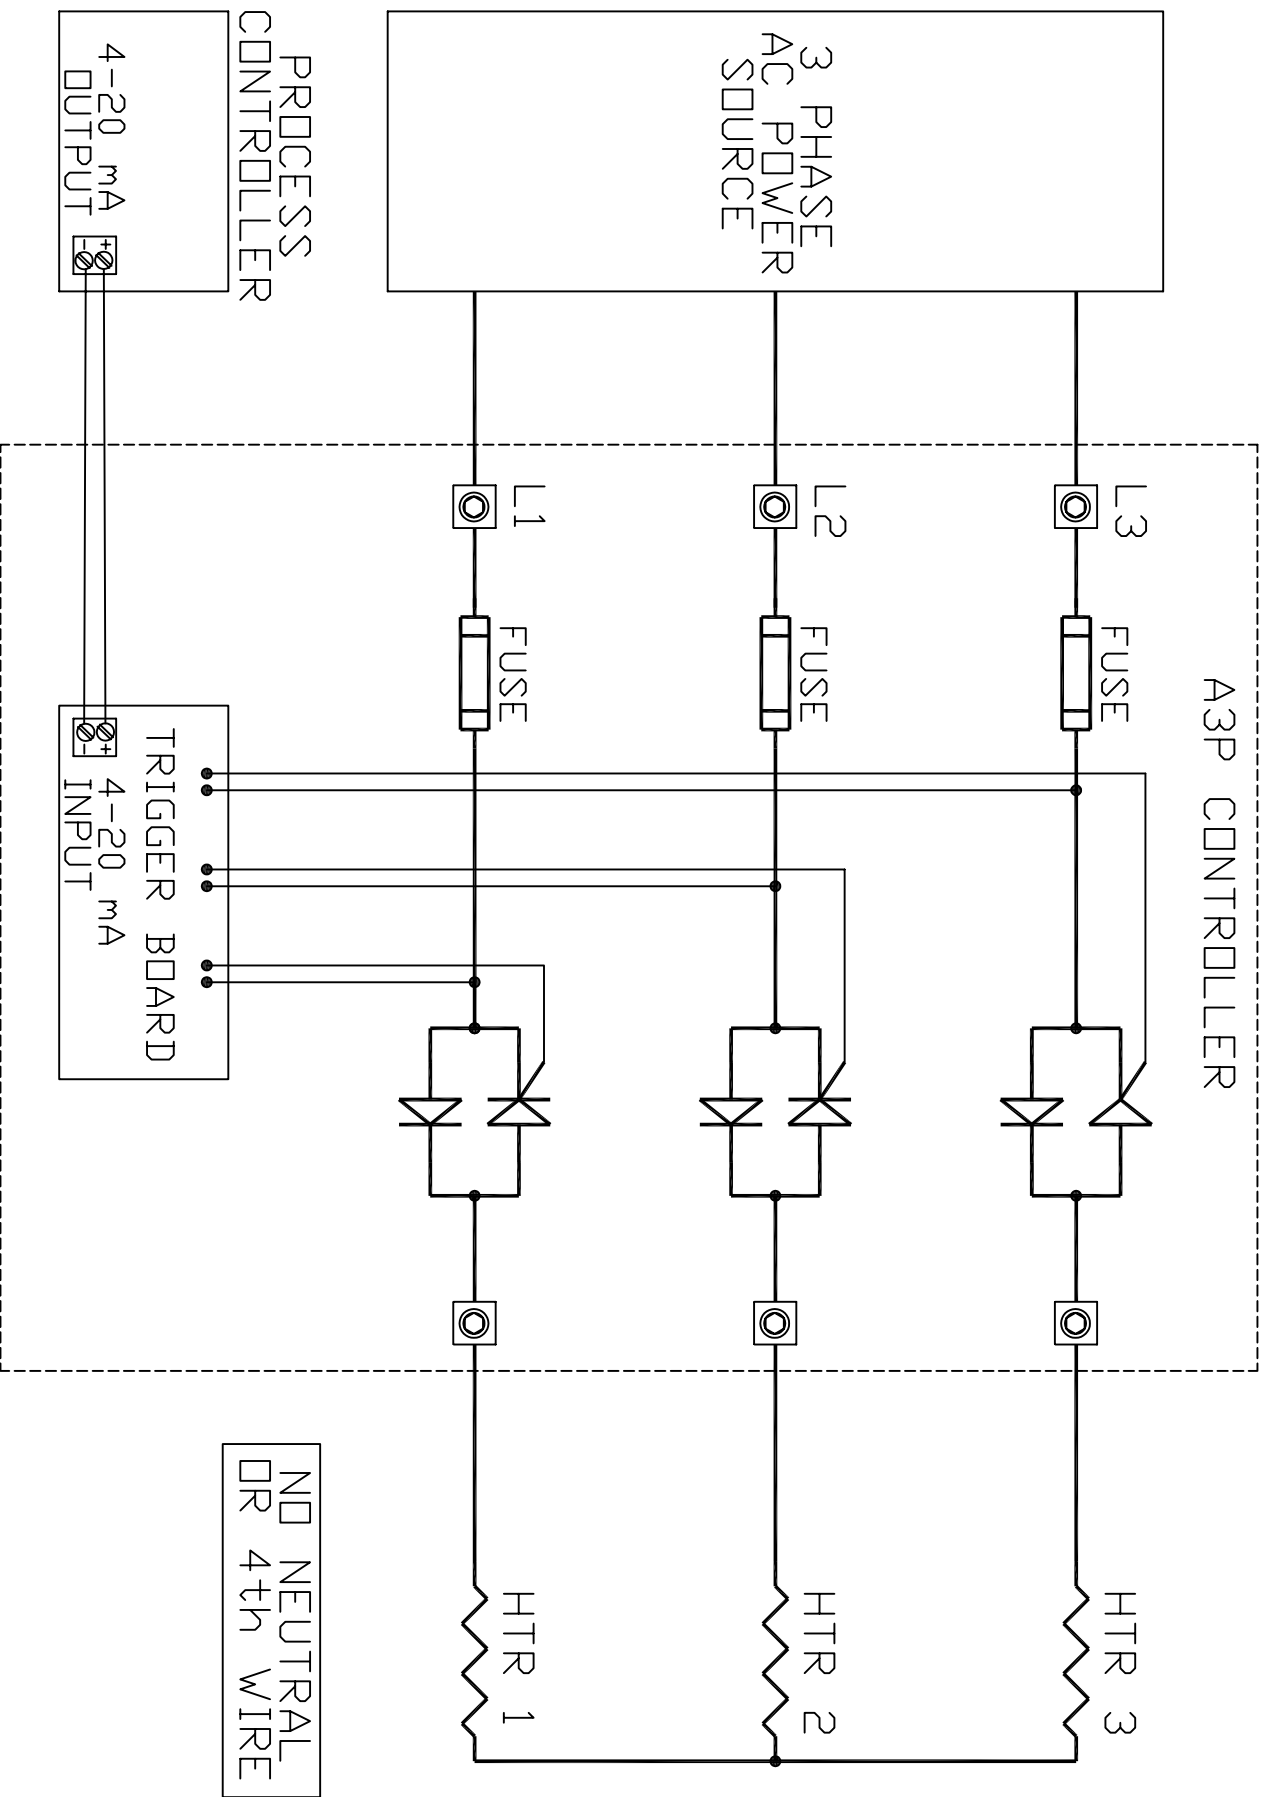 3 PHASE
AC POWER
SOURCE
PROCESS
CONTROLLER
4-20 mA
OUTPUT
+
-
L3
L2
L1
FUSE
FUSE
FUSE
A3P CONTROLLER
TRIGGER BOARD
4-20 mA
INPUT
+
-
HTR 3
HTR 2
HTR 1
NO NEUTRAL
OR 4th WIRE